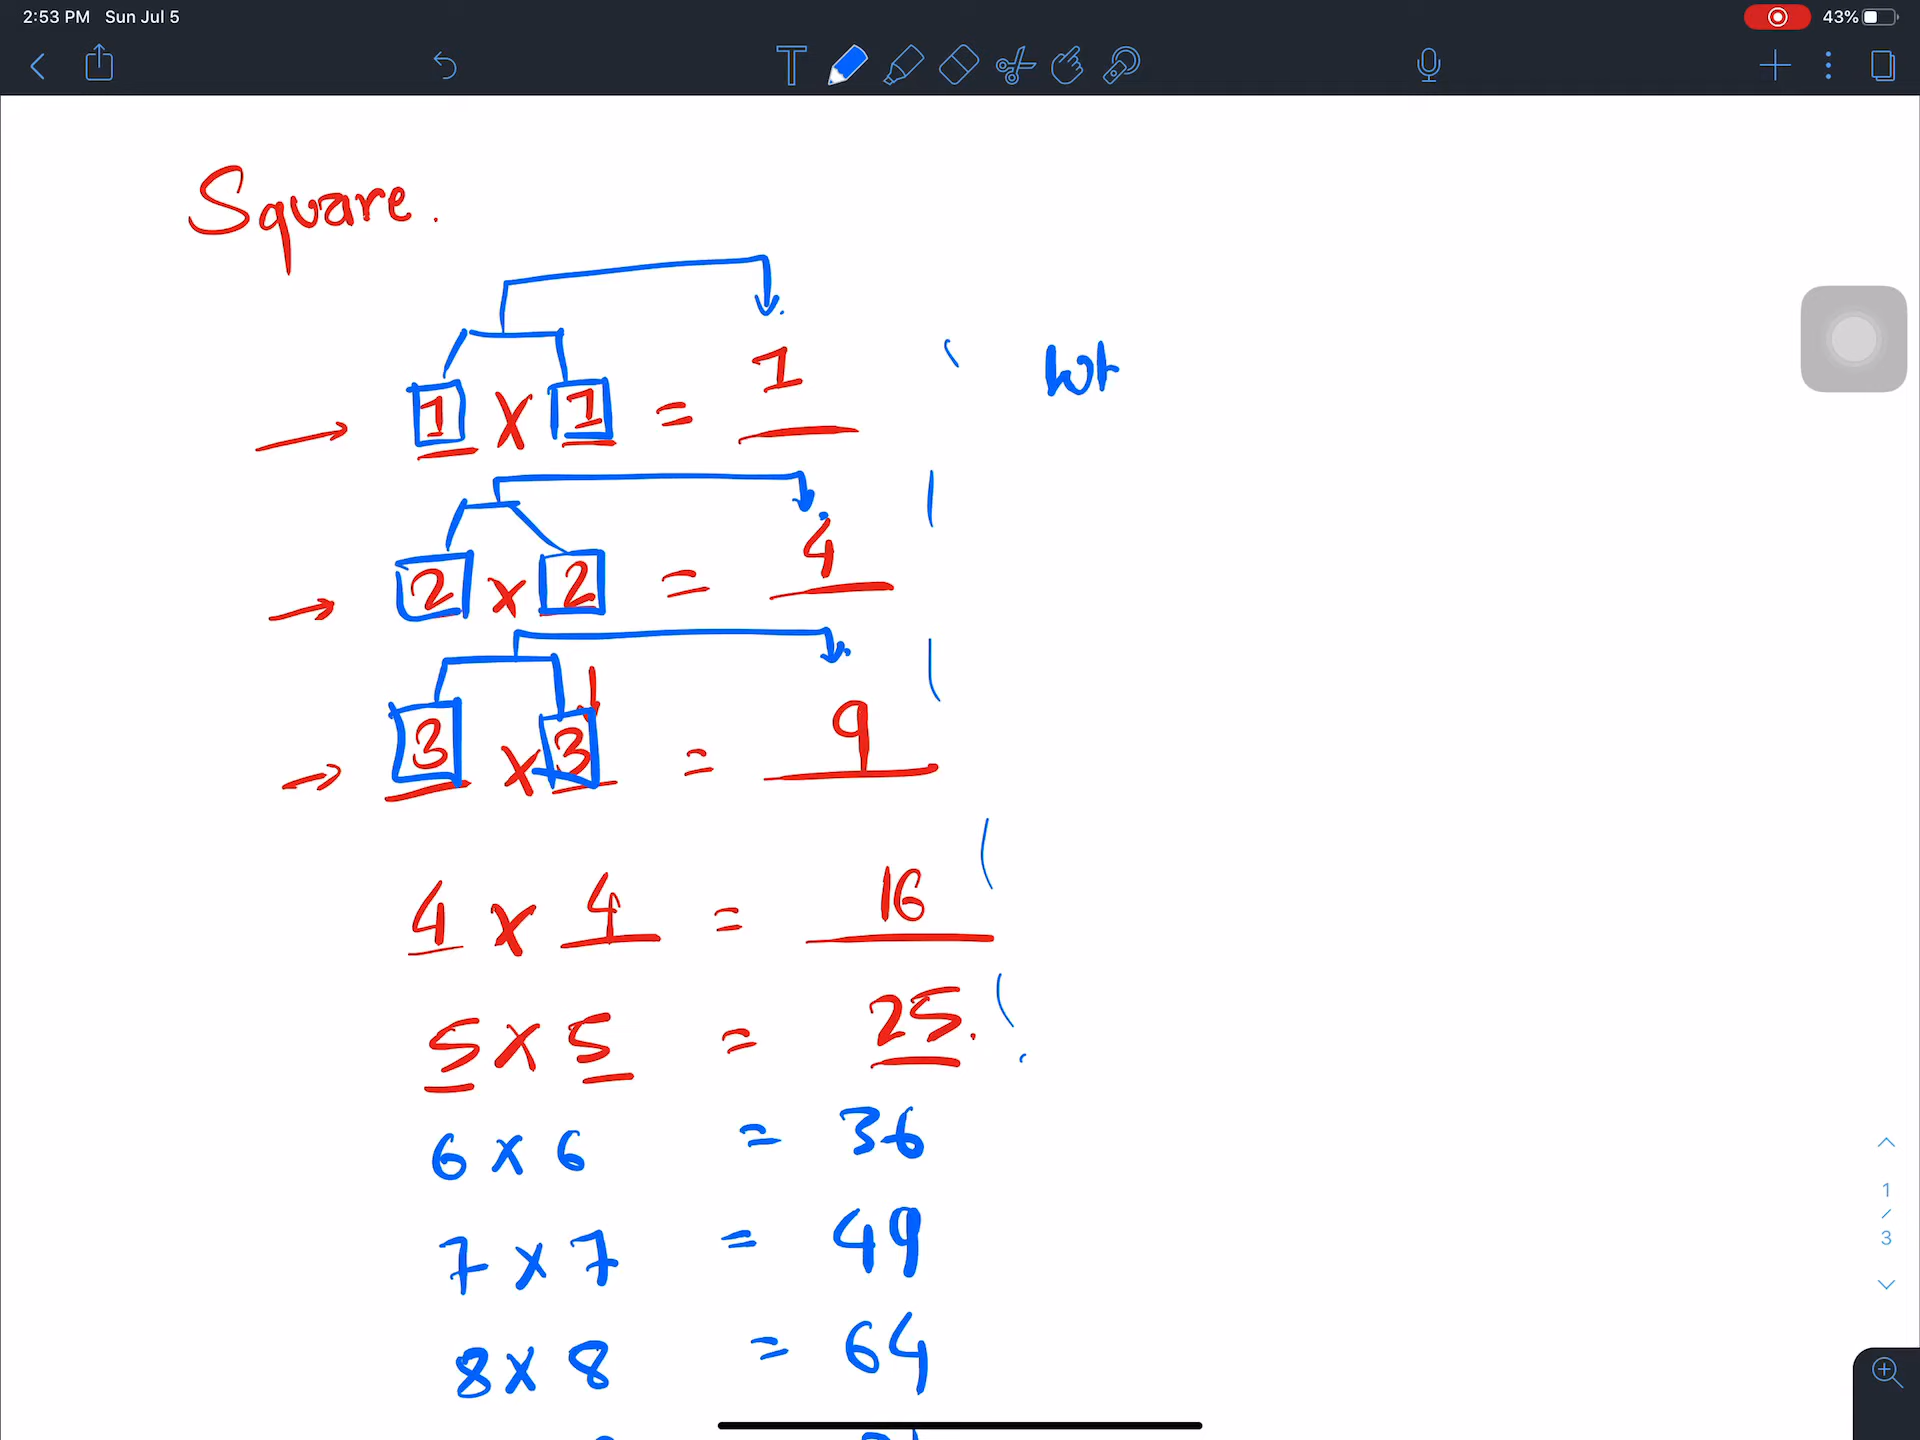 2:53 PM Sun Jul 5
43%
Square.
1 x 1 = 1
2 x 2 = 4
3 x 3 = 9
4 x 4 = 16
5 x 5 = 25.
6 x 6 = 36
7 x 7 = 49
8 x 8 = 64
1
/
3